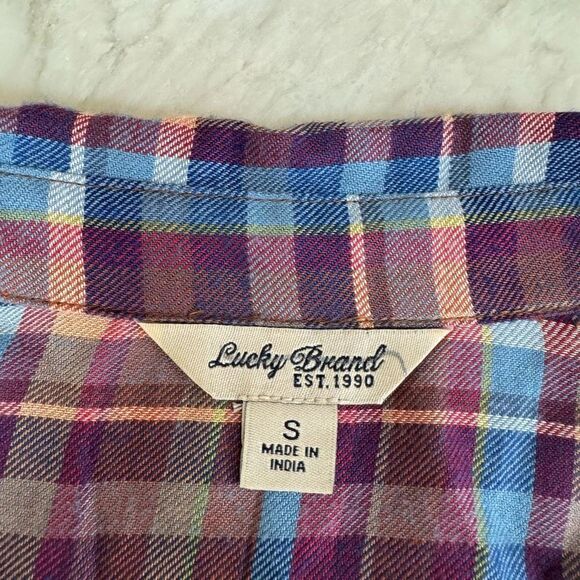 Lucky Brand
EST. 1990
S
MADE IN
INDIA